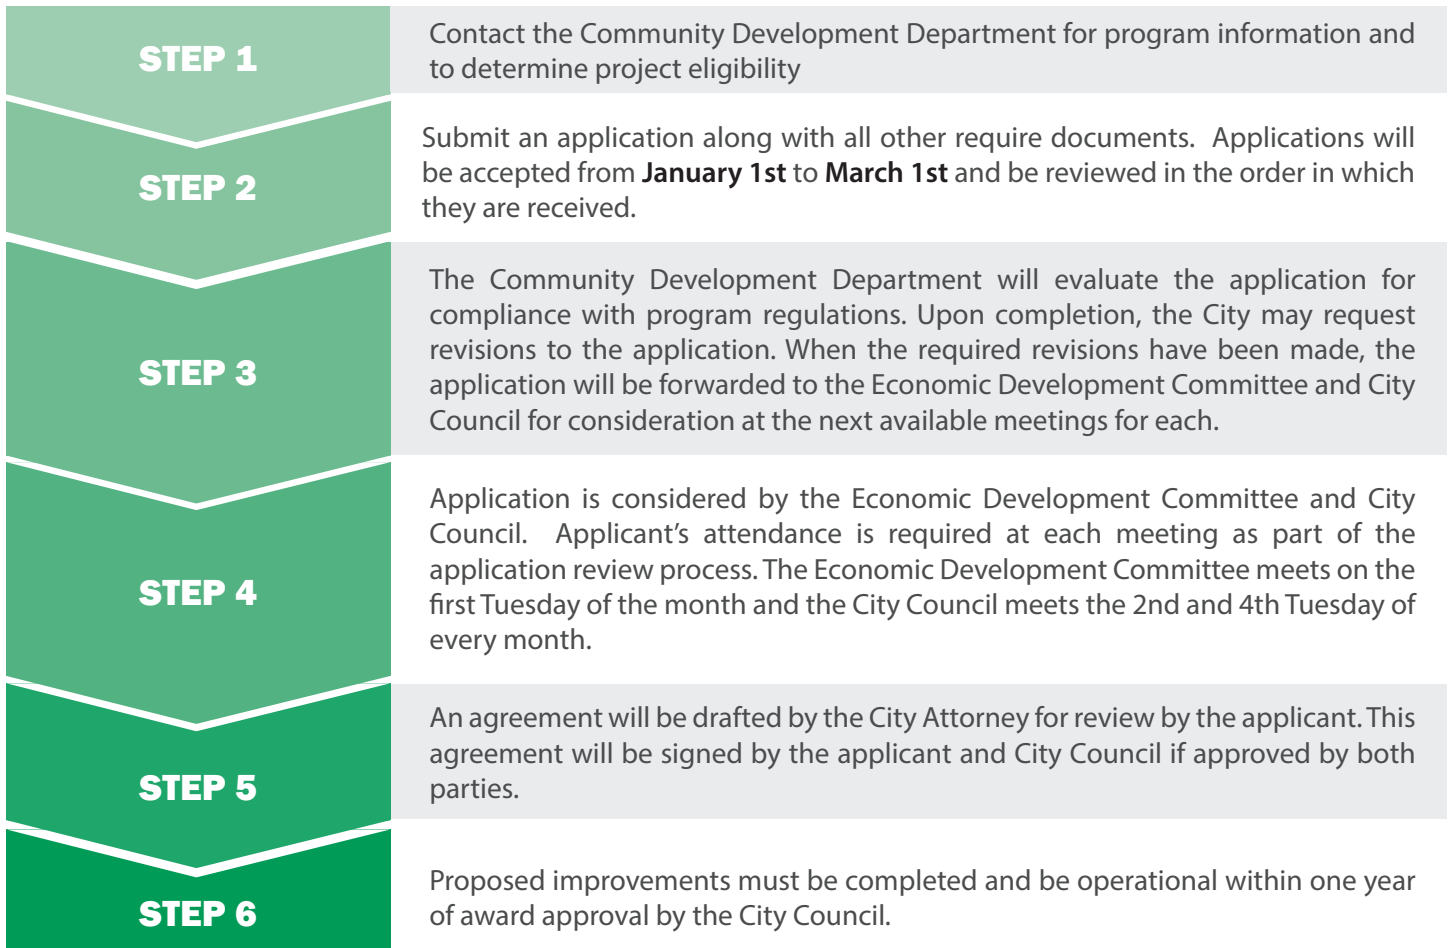 STEP 1
Contact the Community Development Department for program information and
to determine project eligibility
STEP 2
Submit an application along with all other require documents.  Applications will
be accepted from January 1st to March 1st and be reviewed in the order in which
they are received.
STEP 3
The Community Development Department will evaluate the application for
compliance with program regulations. Upon completion, the City may request
revisions to the application. When the required revisions have been made, the
application will be forwarded to the Economic Development Committee and City
Council for consideration at the next available meetings for each.
STEP 4
Application is considered by the Economic Development Committee and City
Council.  Applicant’s attendance is required at each meeting as part of the
application review process. The Economic Development Committee meets on the
first Tuesday of the month and the City Council meets the 2nd and 4th Tuesday of
every month.
STEP 5
An agreement will be drafted by the City Attorney for review by the applicant. This
agreement will be signed by the applicant and City Council if approved by both
parties.
STEP 6
Proposed improvements must be completed and be operational within one year
of award approval by the City Council.